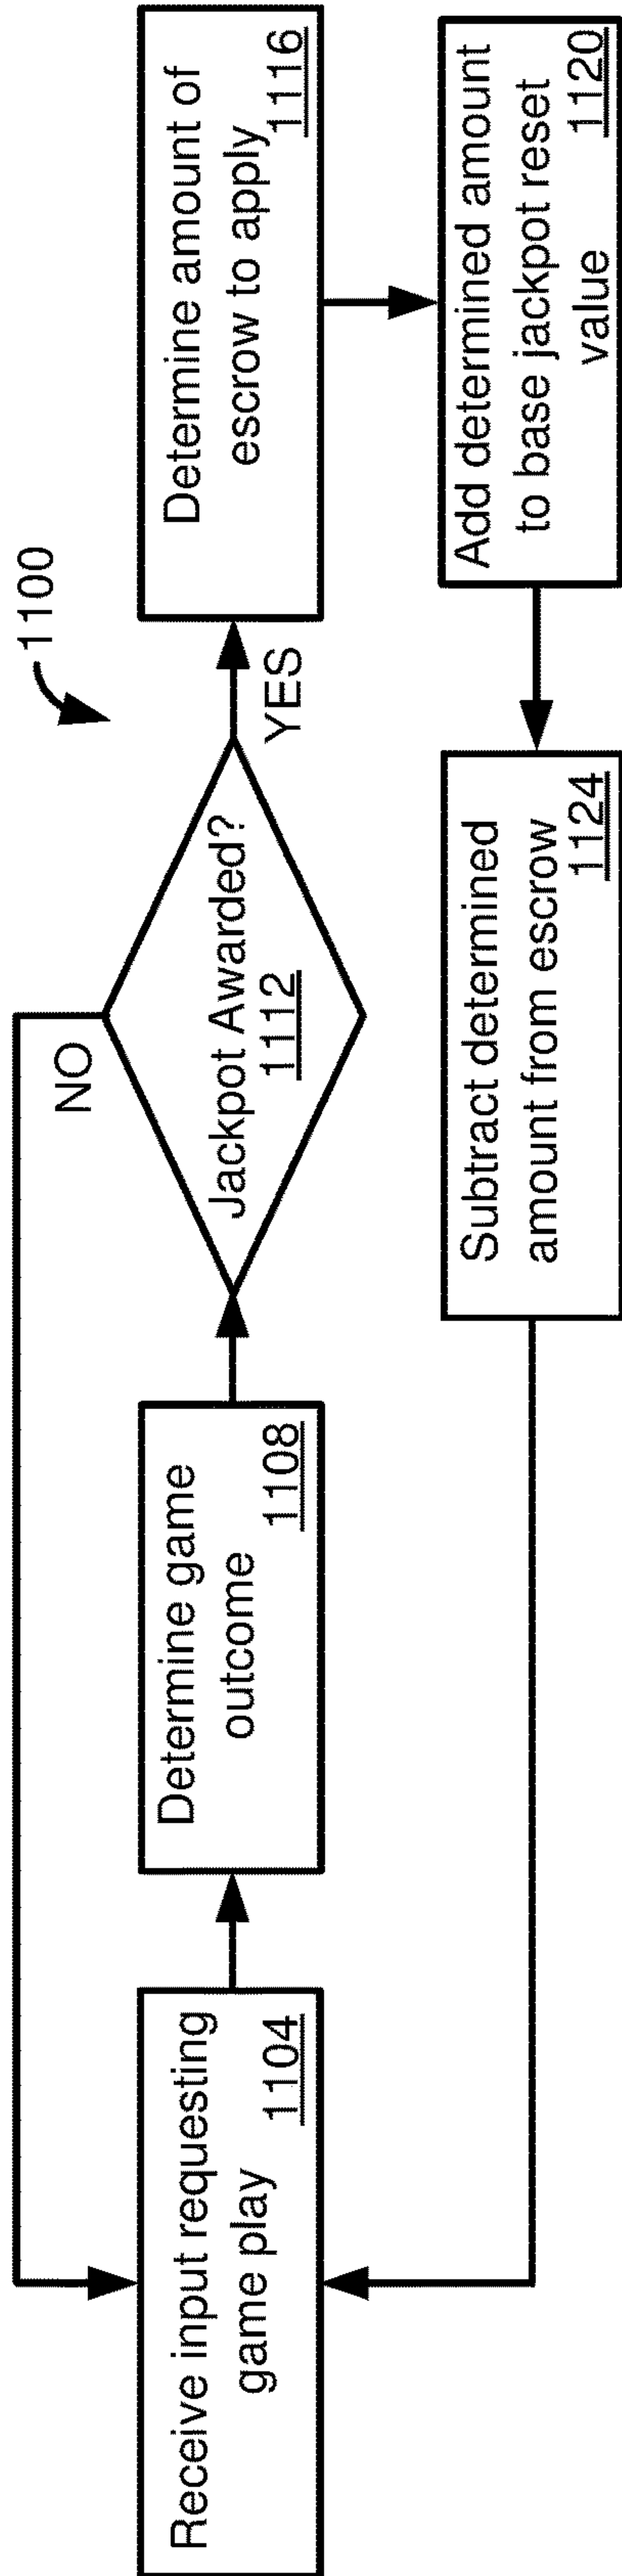 1100
Receive input requesting
game play 1104
Determine game
outcome 1108
Jackpot Awarded?
1112
NO
YES
Determine amount of
escrow to apply 1116
Add determined amount
to base jackpot reset
value 1120
Subtract determined
amount from escrow
1124